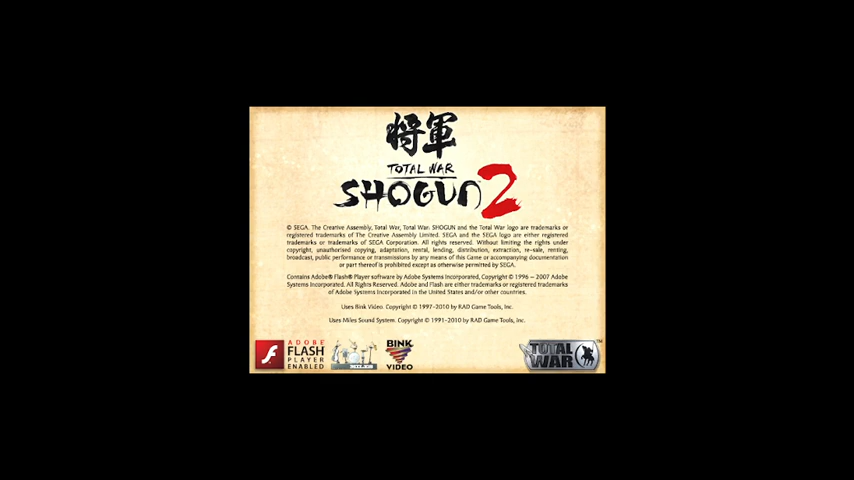 将軍
TOTAL WAR
SHOGUN 2
© SEGA. The Creative Assembly, Total War, Total War: SHOGUN and the Total War logo are trademarks or
registered trademarks of The Creative Assembly Limited. SEGA and the SEGA logo are either registered
trademarks or trademarks of SEGA Corporation. All rights reserved. Without limiting the rights under
copyright, unauthorised copying, adaptation, rental, lending, distribution, extraction, re-sale, renting,
broadcast, public performance or transmissions by any means of this Game or accompanying documentation
or part thereof is prohibited except as otherwise permitted by SEGA.
Contains Adobe® Flash® Player software by Adobe Systems Incorporated, Copyright © 1996 – 2007 Adobe
Systems Incorporated. All Rights Reserved. Adobe and Flash are either trademarks or registered trademarks
of Adobe Systems Incorporated in the United States and/or other countries.
Uses Bink Video. Copyright © 1997-2010 by RAD Game Tools, Inc.
Uses Miles Sound System. Copyright © 1991-2010 by RAD Game Tools, Inc.
ADOBE®
FLASH
PLAYER
ENABLED
MILES
BINK
VIDEO
TOTAL
WAR
™